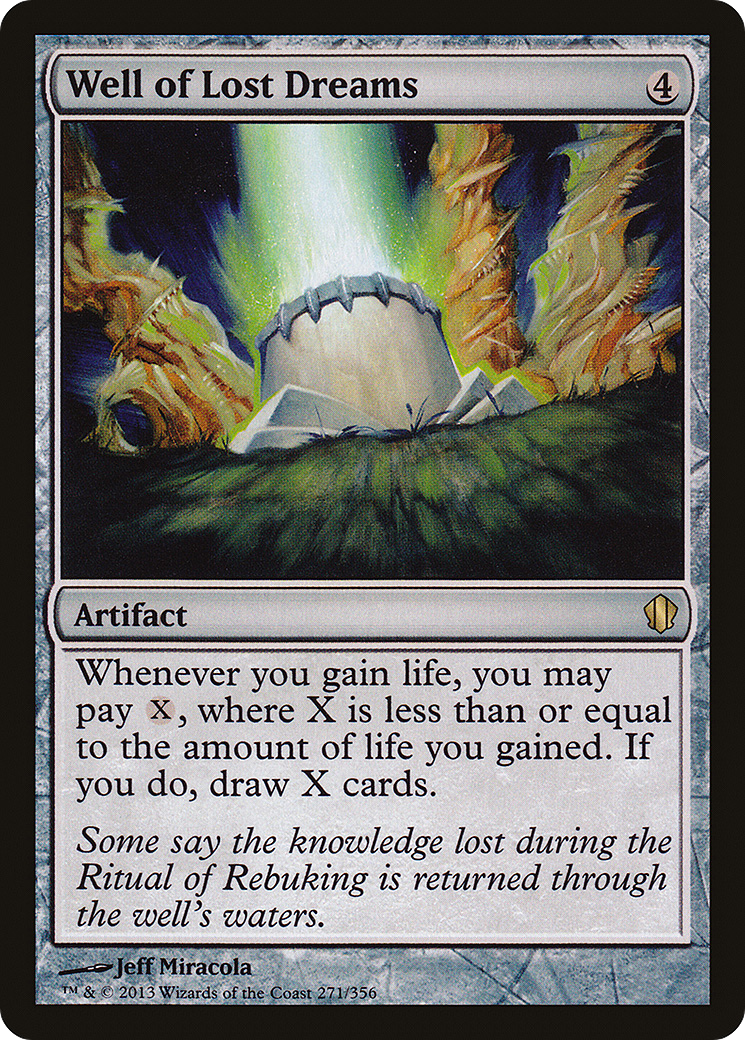 Well of Lost Dreams 4
Artifact
Whenever you gain life, you may
pay X, where X is less than or equal
to the amount of life you gained. If
you do, draw X cards.
Some say the knowledge lost during the
Ritual of Rebuking is returned through
the well's waters.
Jeff Miracola
™ & © 2013 Wizards of the Coast 271/356